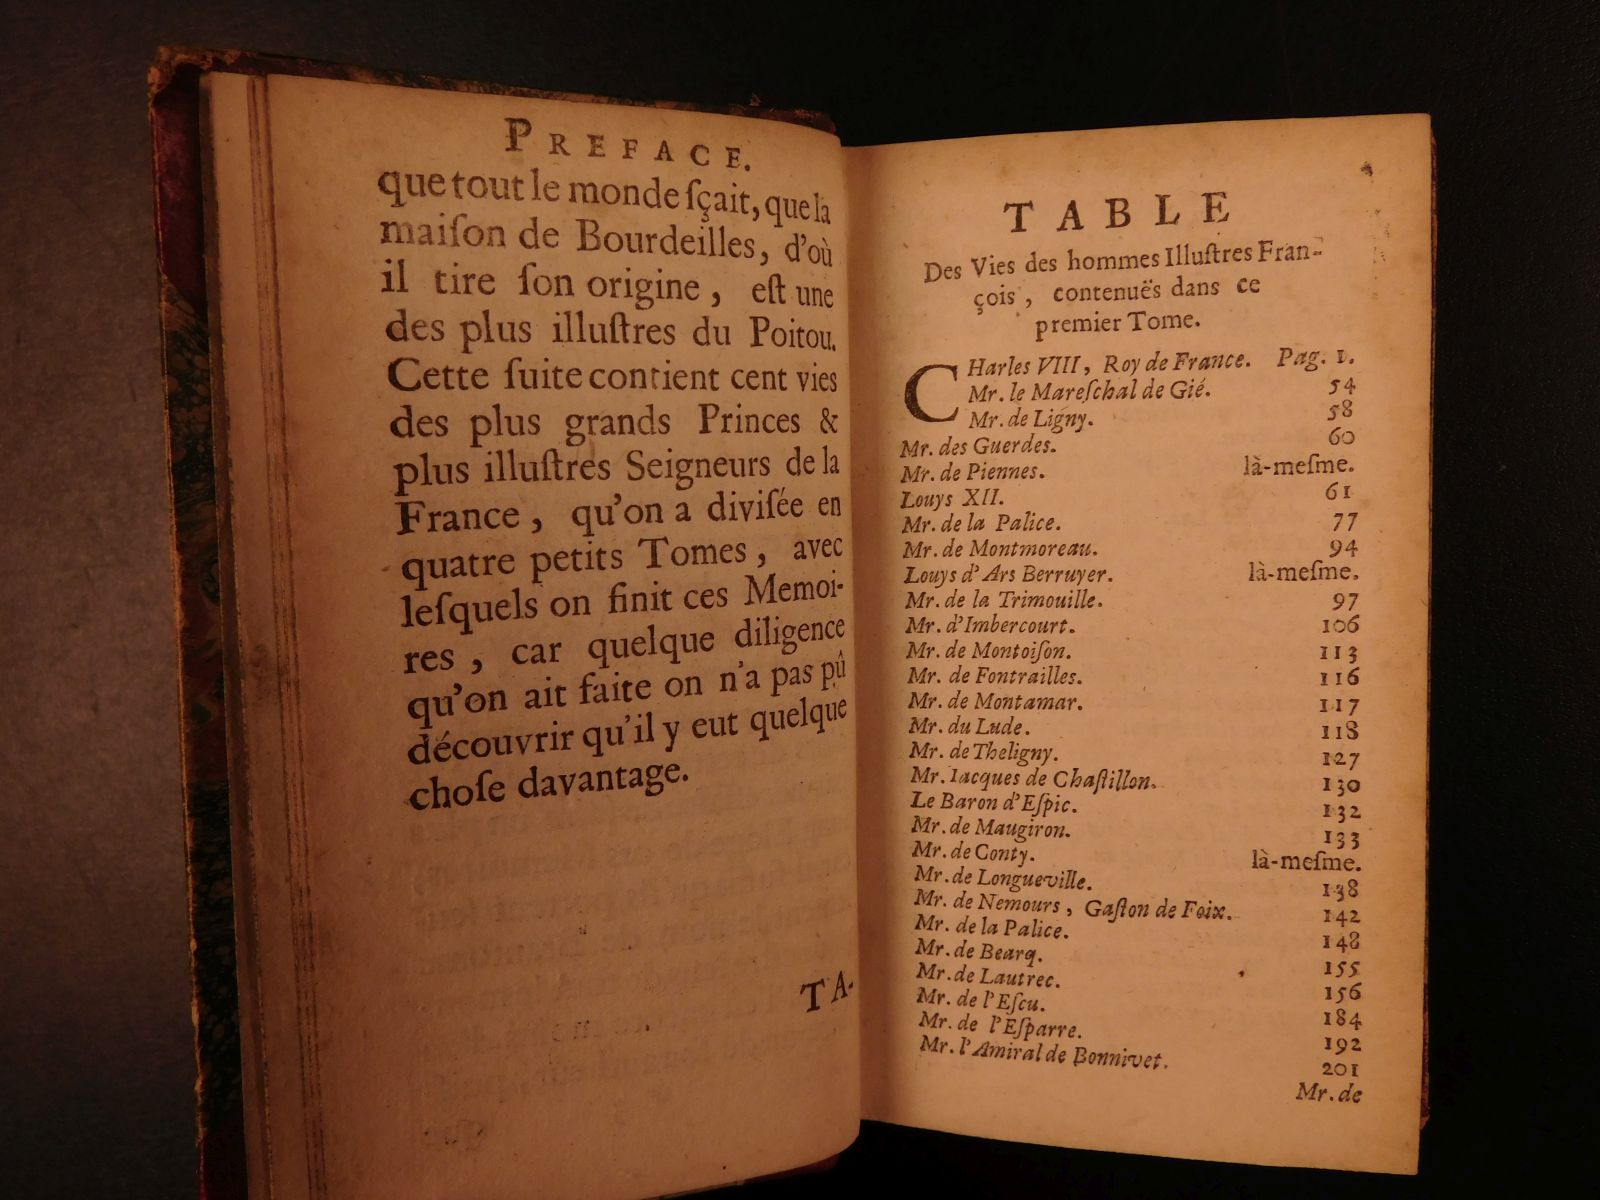 PREFACE.
que tout le monde ſçait, que la
maiſon de Bourdeilles, d'où
il tire ſon origine, eſt une
des plus illuſtres du Poitou.
Cette ſuite contient cent vies
des plus grands Princes &
plus illuſtres Seigneurs de la
France, qu'on a diviſée en
quatre petits Tomes, avec
leſquels on finit ces Memoi-
res, car quelque diligence
qu'on ait faite on n'a pas pû
découvrir qu'il y eut quelque
choſe davantage.
TA-
TABLE
Des Vies des hommes Illuſtres Fran-
çois, contenuës dans ce
premier Tome.
CHarles VIII, Roy de France. Pag. 1.
Mr. le Mareſchal de Gié. 54
Mr. de Ligny. 58
Mr. des Guerdes. 60
Mr. de Piennes. là-meſme.
Louys XII. 61
Mr. de la Palice. 77
Mr. de Montmoreau. 94
Louys d'Ars Berruyer. là-meſme.
Mr. de la Trimouille. 97
Mr. d'Imbercourt. 106
Mr. de Montoiſon. 113
Mr. de Fontrailles. 116
Mr. de Montamar. 117
Mr. du Lude. 118
Mr. de Theligny. 127
Mr. Iacques de Chaſtillon. 130
Le Baron d'Eſpic. 132
Mr. de Maugiron. 133
Mr. de Conty. là-meſme.
Mr. de Longueville. 138
Mr. de Nemours, Gaſton de Foix. 142
Mr. de la Palice. 148
Mr. de Bearq. 155
Mr. de Lautrec. 156
Mr. de l'Eſcu. 184
Mr. de l'Eſparre. 192
Mr. l'Amiral de Bonnivet. 201
Mr. de